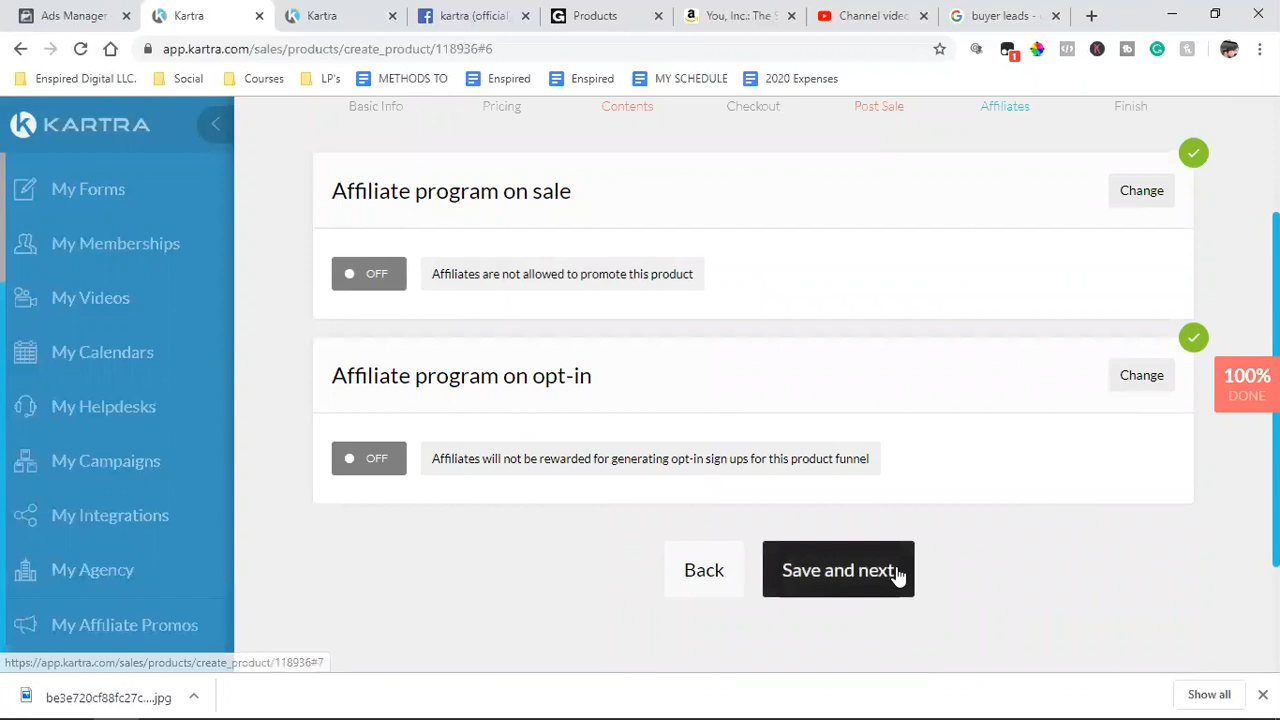 Ads Manager
Kartra
Kartra
kartra (official
Products
You, Inc.: The S
Channel video
buyer leads -
app.kartra.com/sales/products/create_product/118936#6
1
Enspired Digital LLC.
Social
Courses
LP's
METHODS TO
Enspired
Enspired
MY SCHEDULE
2020 Expenses
KARTRA
Basic Info
Pricing
Contents
Checkout
Post Sale
Affiliates
Finish
My Forms
My Memberships
My Videos
My Calendars
My Helpdesks
My Campaigns
My Integrations
My Agency
My Affiliate Promos
Affiliate program on sale
Change
OFF
Affiliates are not allowed to promote this product
Affiliate program on opt-in
Change
OFF
Affiliates will not be rewarded for generating opt-in sign ups for this product funnel
100%
DONE
Back
Save and next
https://app.kartra.com/sales/products/create_product/118936#7
be3e720cf88fc27c....jpg
Show all